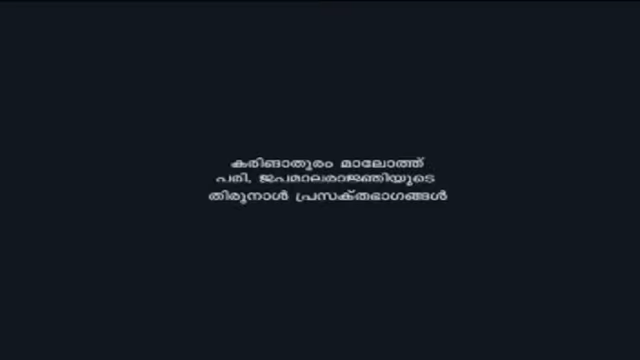 കരിങാതുരം മാലോത്ത്
പരി. ജപമാലരാജ്ഞിയുടെ
തിരുനാൾ പ്രസക്തഭാഗങ്ങൾ